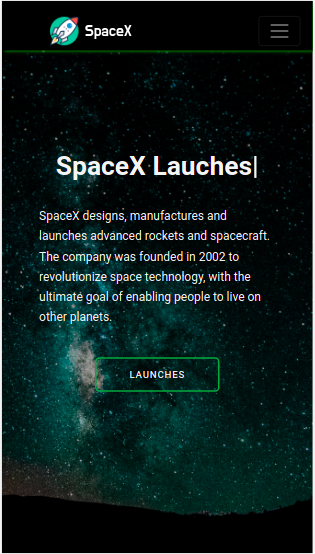 SpaceX
SpaceX Lauches|
SpaceX designs, manufactures and
launches advanced rockets and spacecraft.
The company was founded in 2002 to
revolutionize space technology, with the
ultimate goal of enabling people to live on
other planets.
LAUNCHES